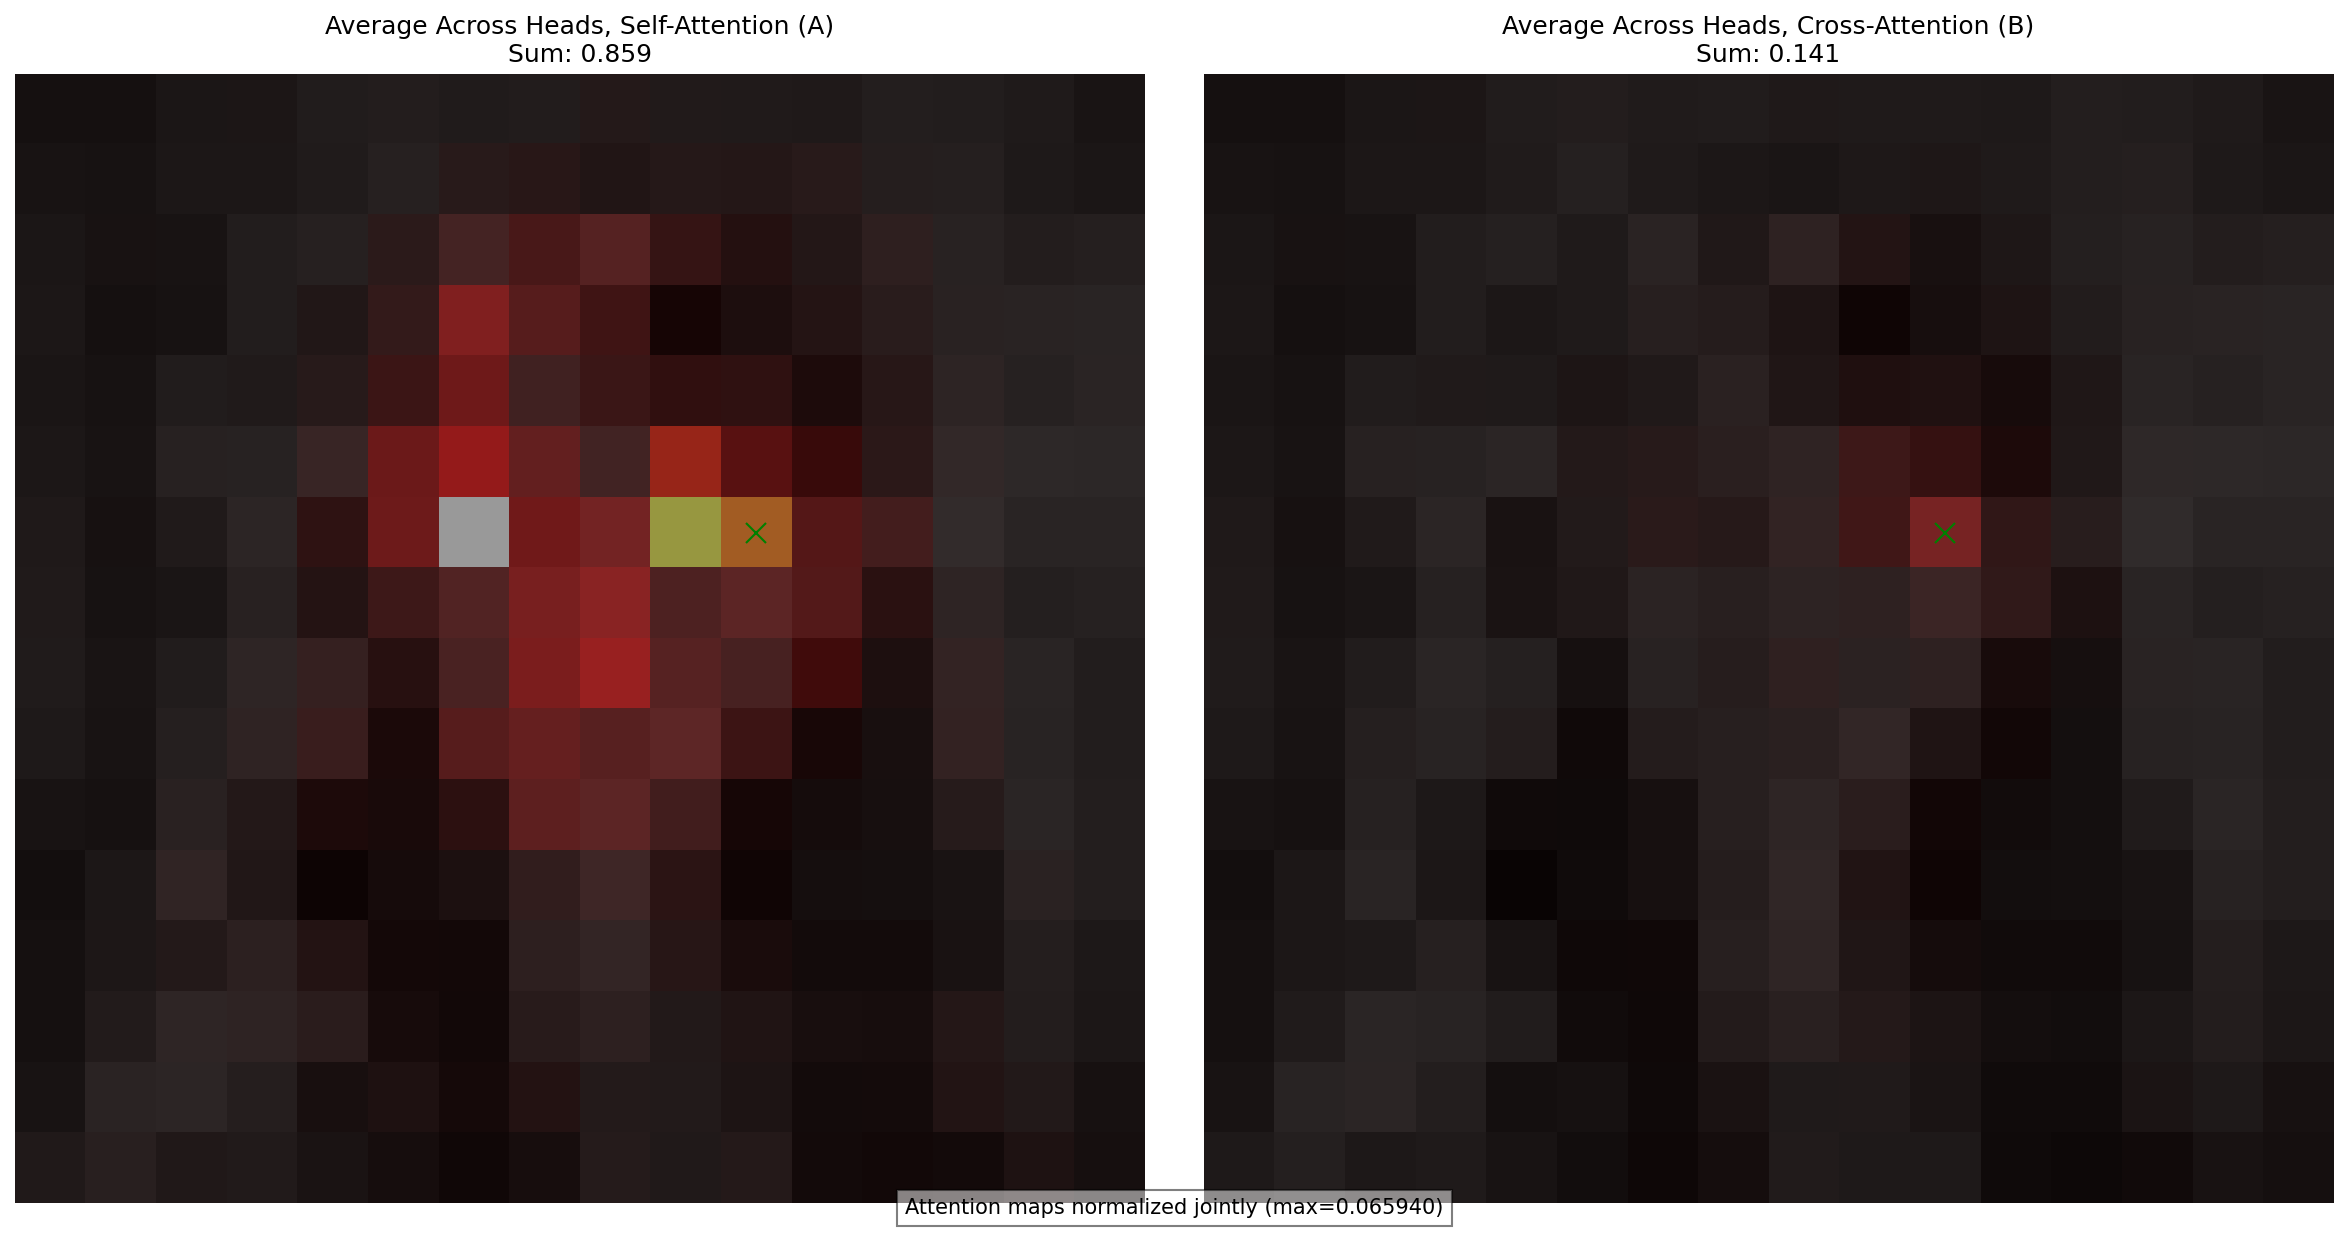 Average Across Heads, Self-Attention (A)
Sum: 0.859
Average Across Heads, Cross-Attention (B)
Sum: 0.141
Attention maps normalized jointly (max=0.065940)